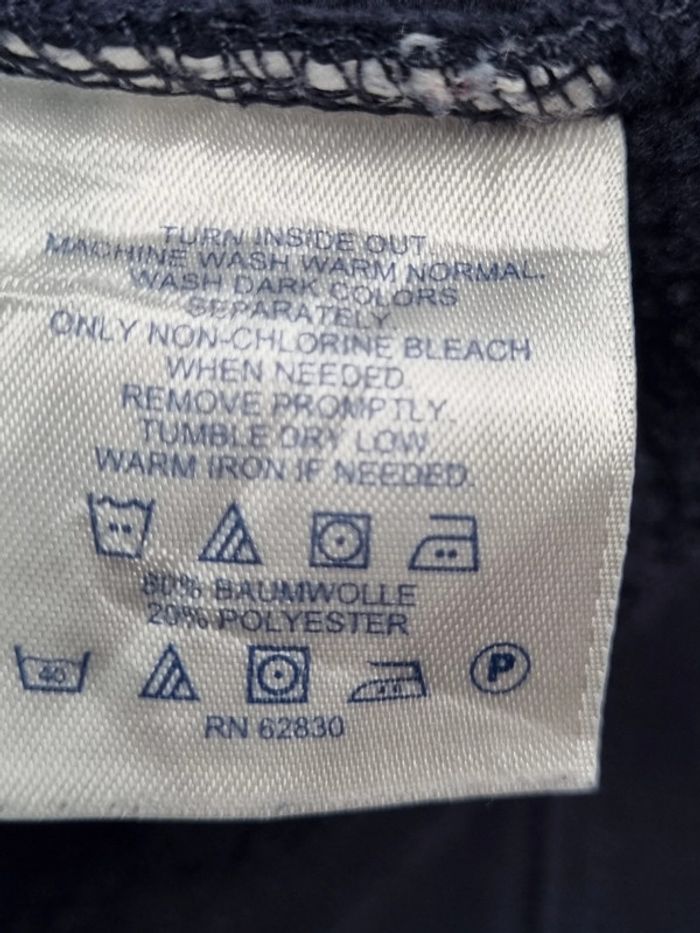 TURN INSIDE OUT
MACHINE WASH WARM NORMAL.
WASH DARK COLORS
SEPARATELY
ONLY NON-CHLORINE BLEACH
WHEN NEEDED.
REMOVE PROMPTLY.
TUMBLE DRY LOW
WARM IRON IF NEEDED.
80% BAUMWOLLE
20% POLYESTER
40° P
RN 62830